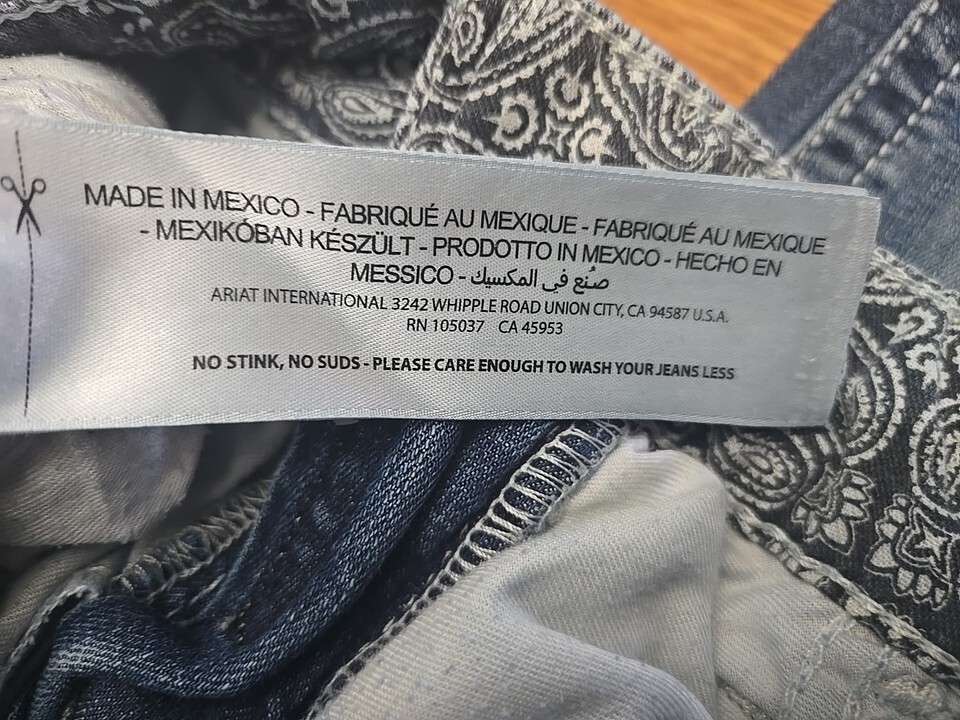 MADE IN MEXICO - FABRIQUÉ AU MEXIQUE - FABRIQUÉ AU MEXIQUE
- MEXIKÓBAN KÉSZÜLT - PRODOTTO IN MEXICO - HECHO EN
MESSICO - صُنع في المكسيك
ARIAT INTERNATIONAL 3242 WHIPPLE ROAD UNION CITY, CA 94587 U.S.A.
RN 105037 CA 45953
NO STINK, NO SUDS - PLEASE CARE ENOUGH TO WASH YOUR JEANS LESS